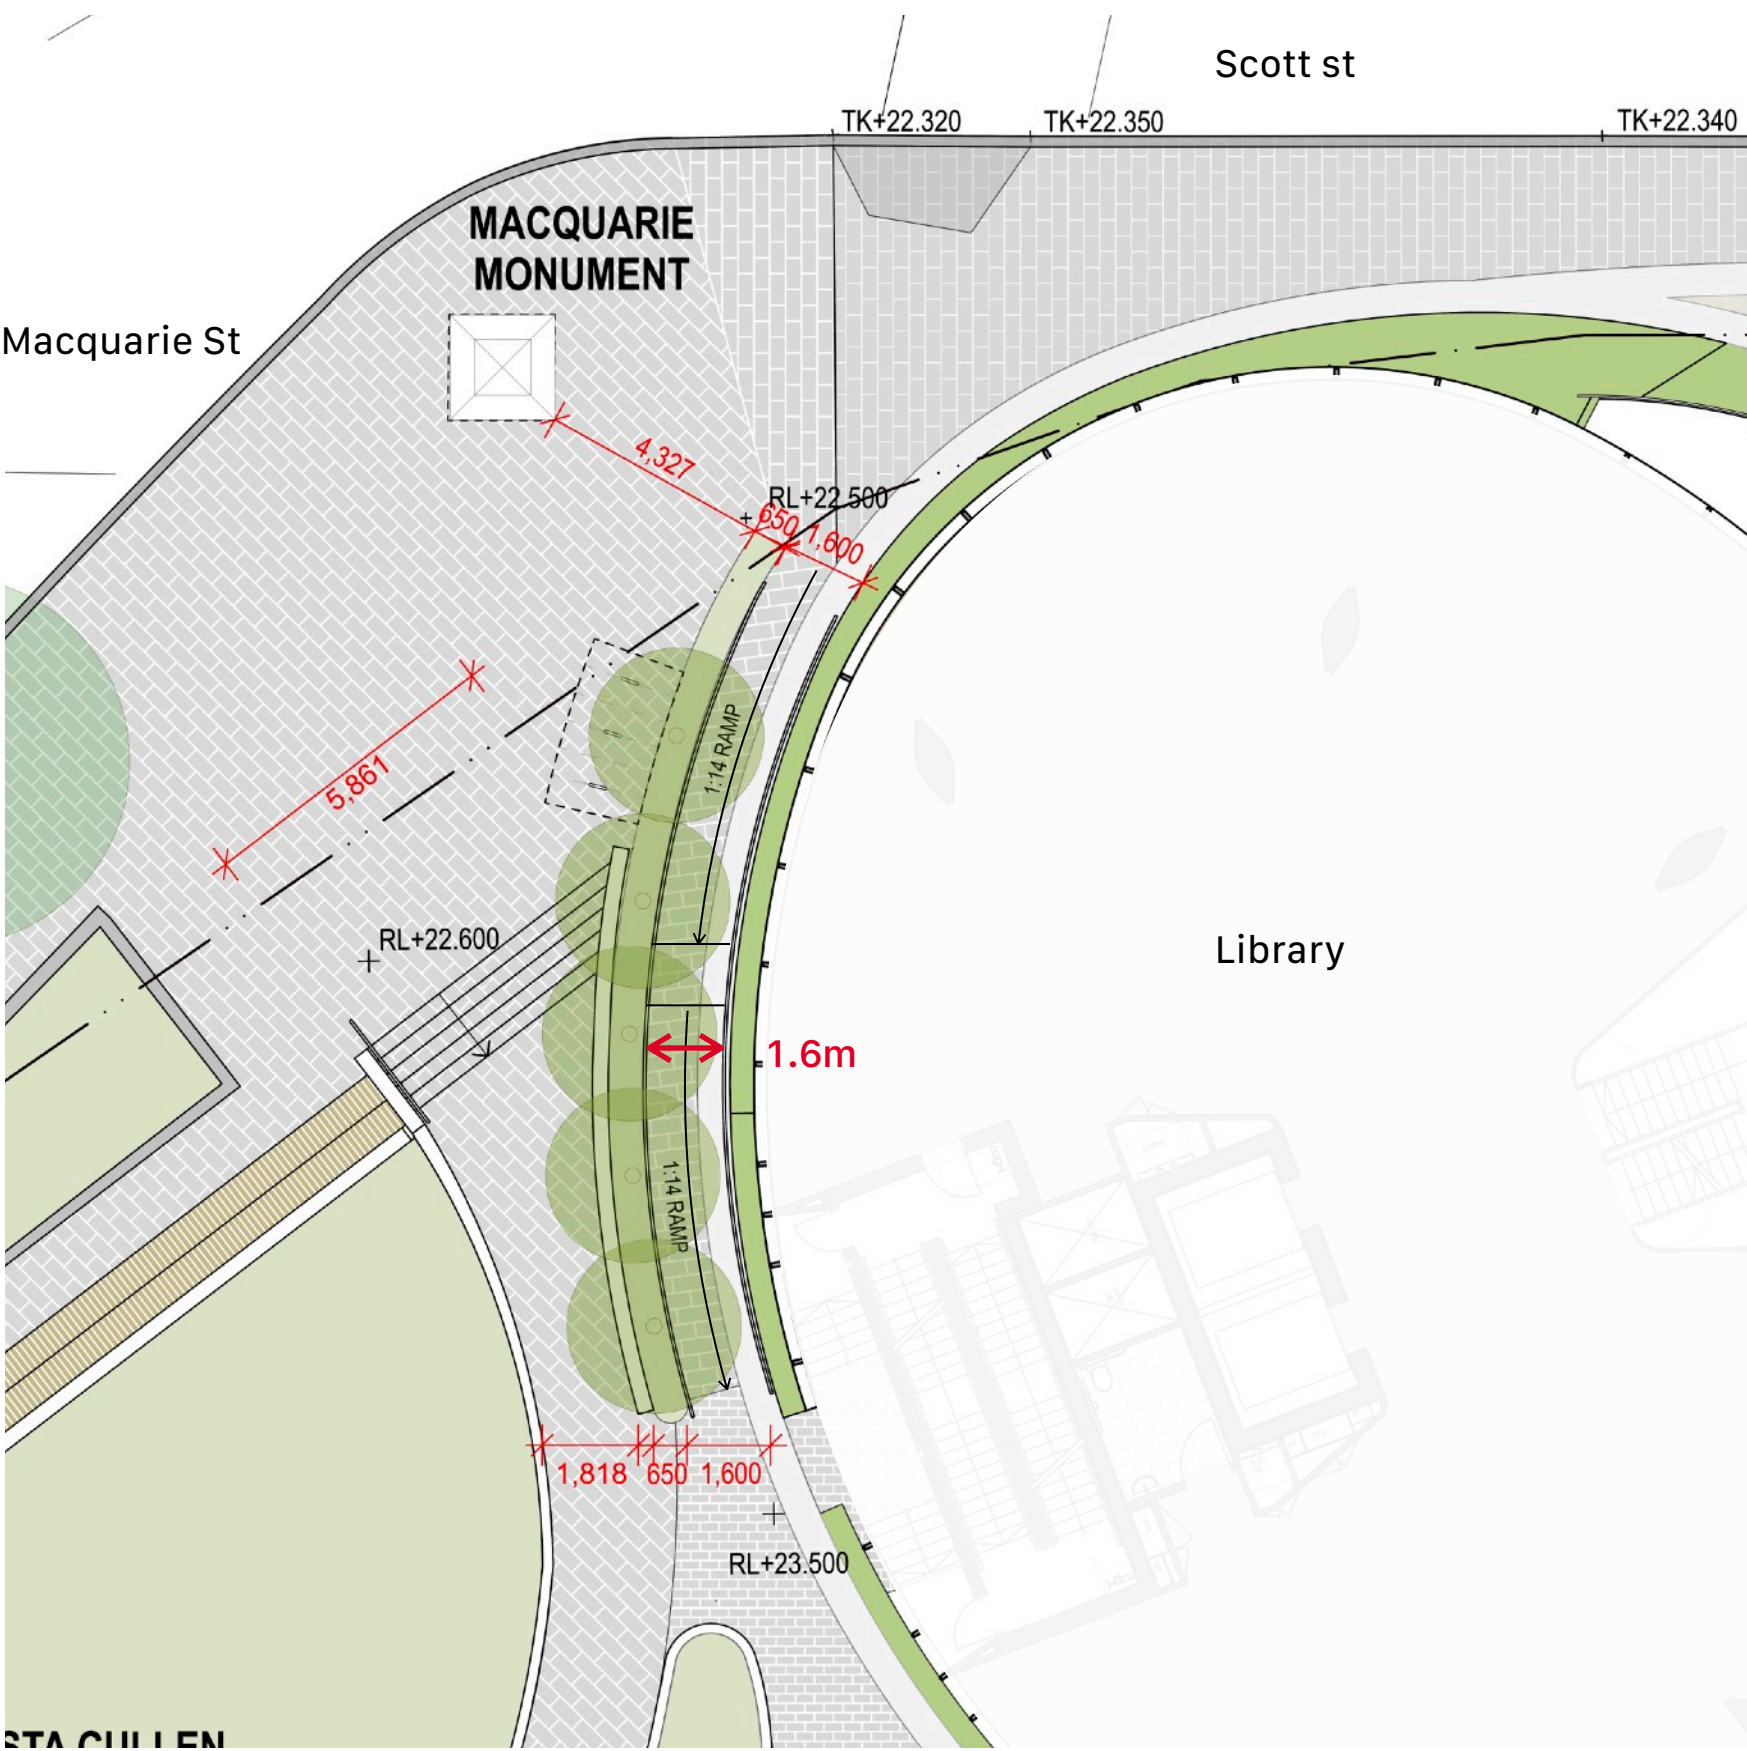 Scott st
TK+22.320
TK+22.350
TK+22.340
MACQUARIE
MONUMENT
Macquarie St
4,327
RL+22.500
650
1,600
1:14 RAMP
5,861
RL+22.600
Library
1.6m
1:14 RAMP
1,818
650
1,600
RL+23.500
STA CULLEN